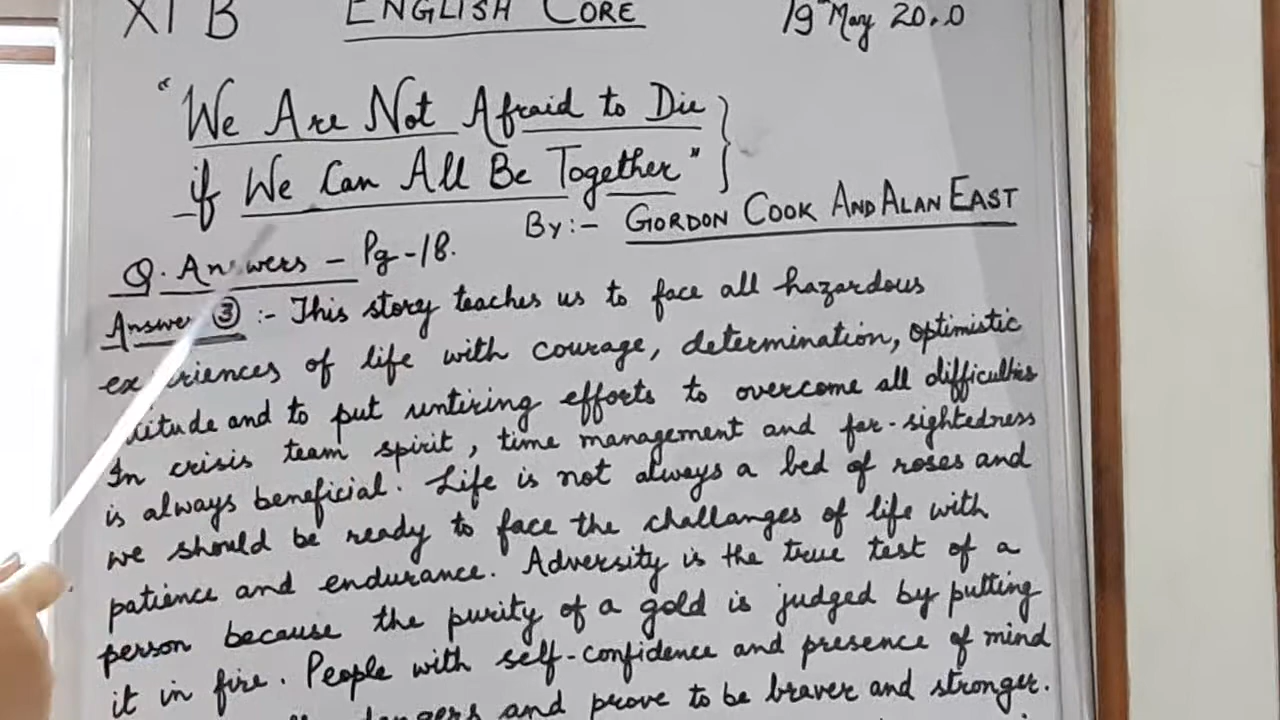 XI B ENGLISH CORE 19th May 20.0
"We Are Not Afraid to Die
if We Can All Be Together"
By:- GORDON COOK AND ALAN EAST
Q. Answers - Pg -18.
Answer ③ :- This story teaches us to face all hazardous
of life with courage, determination, optimistic
and to put untiring efforts to overcome all difficulties
In crisis team spirit, time management and far-sightedness
is always beneficial. Life is not always a bed of roses and
we should be ready to face the challanges of life with
patience and endurance. Adversity is the true test of a
person because the purity of a gold is judged by putting
it in fire. People with self-confidence and presence of mind
dangers and prove to be braver and stronger.